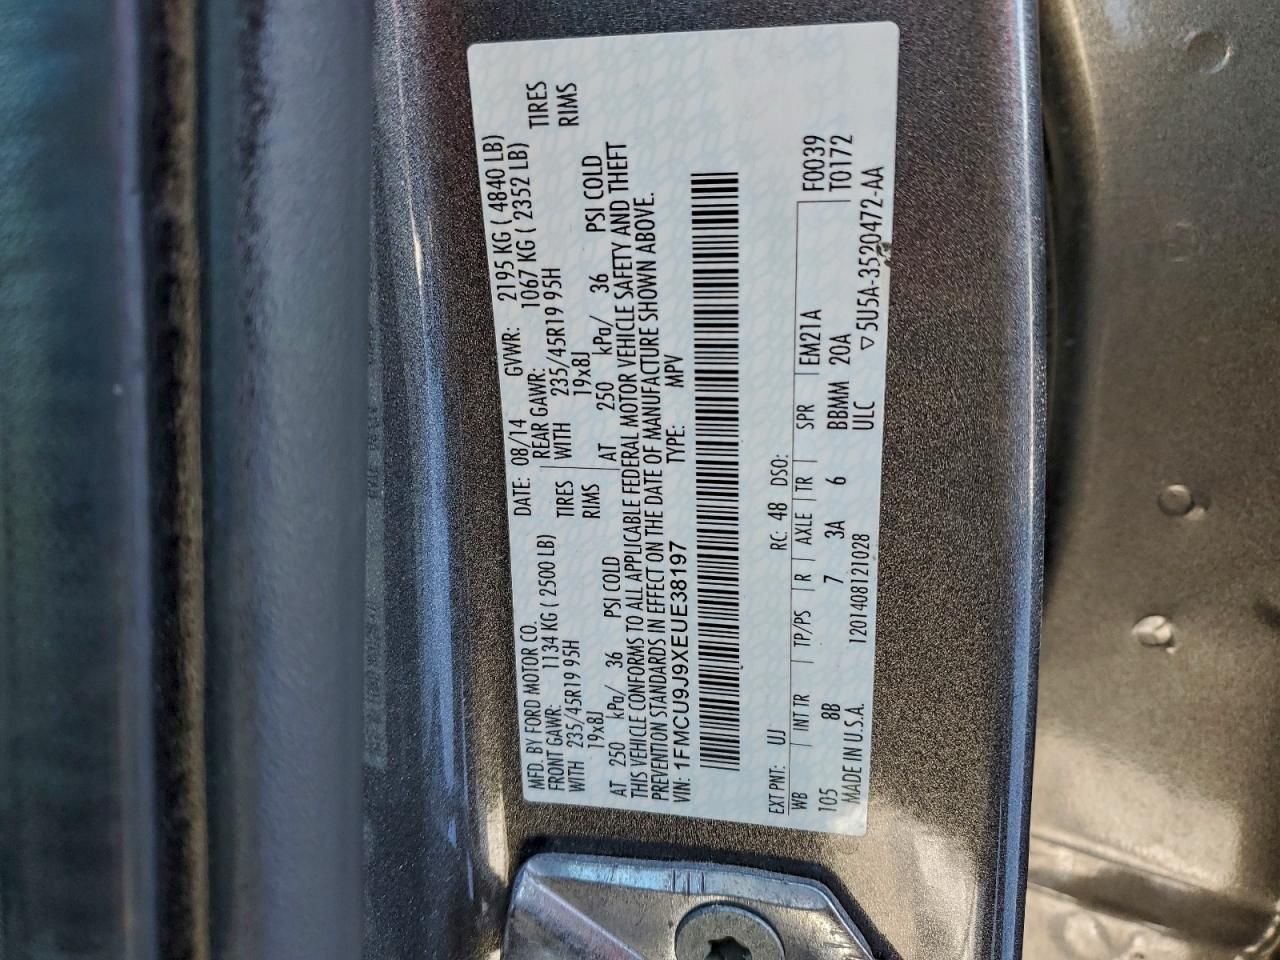 MFD. BY FORD MOTOR CO. DATE: 08/14 GVWR: 2195 KG ( 4840 LB)
FRONT GAWR: 1134 KG ( 2500 LB) REAR GAWR: 1067 KG ( 2352 LB)
WITH 235/45R19 95H TIRES WITH 235/45R19 95H TIRES
19x8J RIMS 19x8J RIMS
AT 250 kPa/ 36 PSI COLD AT 250 kPa/ 36 PSI COLD
THIS VEHICLE CONFORMS TO ALL APPLICABLE FEDERAL MOTOR VEHICLE SAFETY AND THEFT
PREVENTION STANDARDS IN EFFECT ON THE DATE OF MANUFACTURE SHOWN ABOVE.
VIN: 1FMCU9J9XEUE38197 TYPE: MPV
EXT PNT: UJ RC: 48 DSO: F0039
WB INT TR TP/PS R AXLE TR SPR EM21A T0172
105 8B 7 3A 6 BBMM 20A
MADE IN U.S.A. 120140812​1028 ULC ▽5U5A-3520472-AA